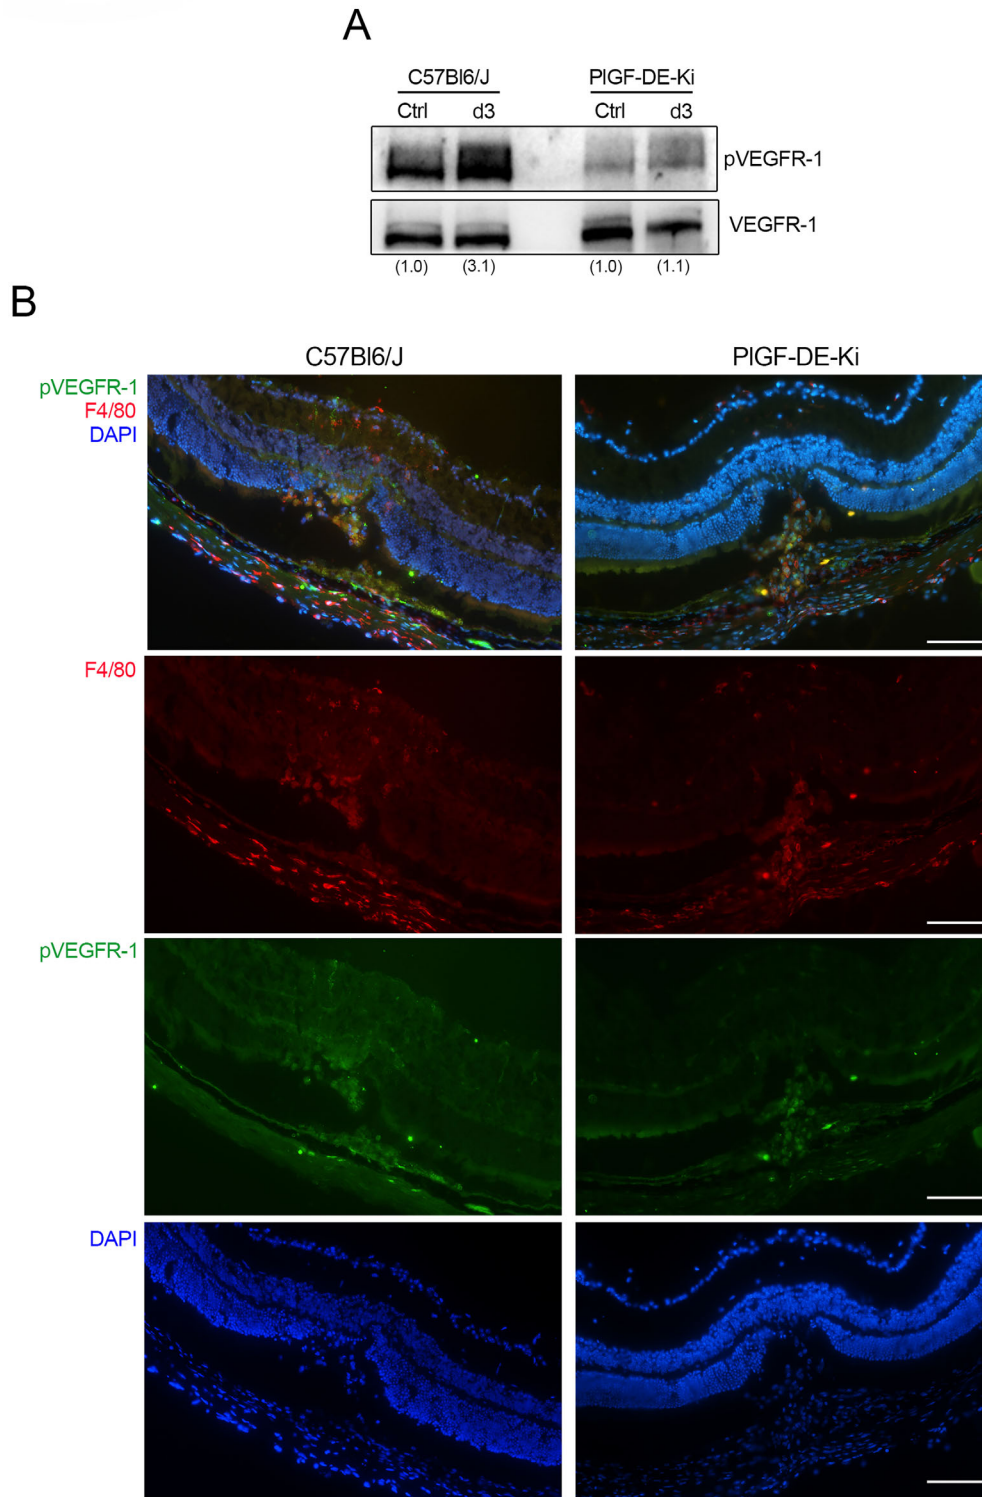 A
C57Bl6/J PlGF-DE-Ki
Ctrl d3 Ctrl d3
pVEGFR-1
VEGFR-1
(1.0) (3.1) (1.0) (1.1)
B
C57Bl6/J PlGF-DE-Ki
pVEGFR-1
F4/80
DAPI
F4/80
pVEGFR-1
DAPI